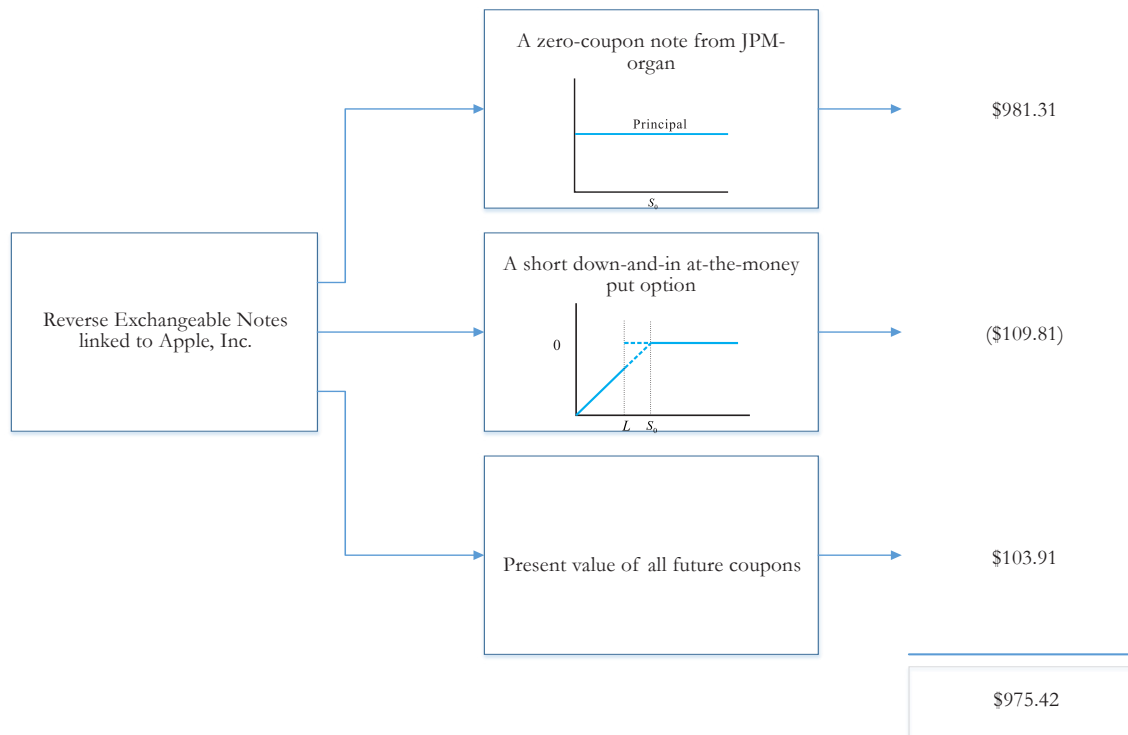 A zero-coupon note from JPM-
organ
Principal
S₀
$981.31
Reverse Exchangeable Notes
linked to Apple, Inc.
A short down-and-in at-the-money
put option
0
L S₀
($109.81)
Present value of all future coupons
$103.91
$975.42